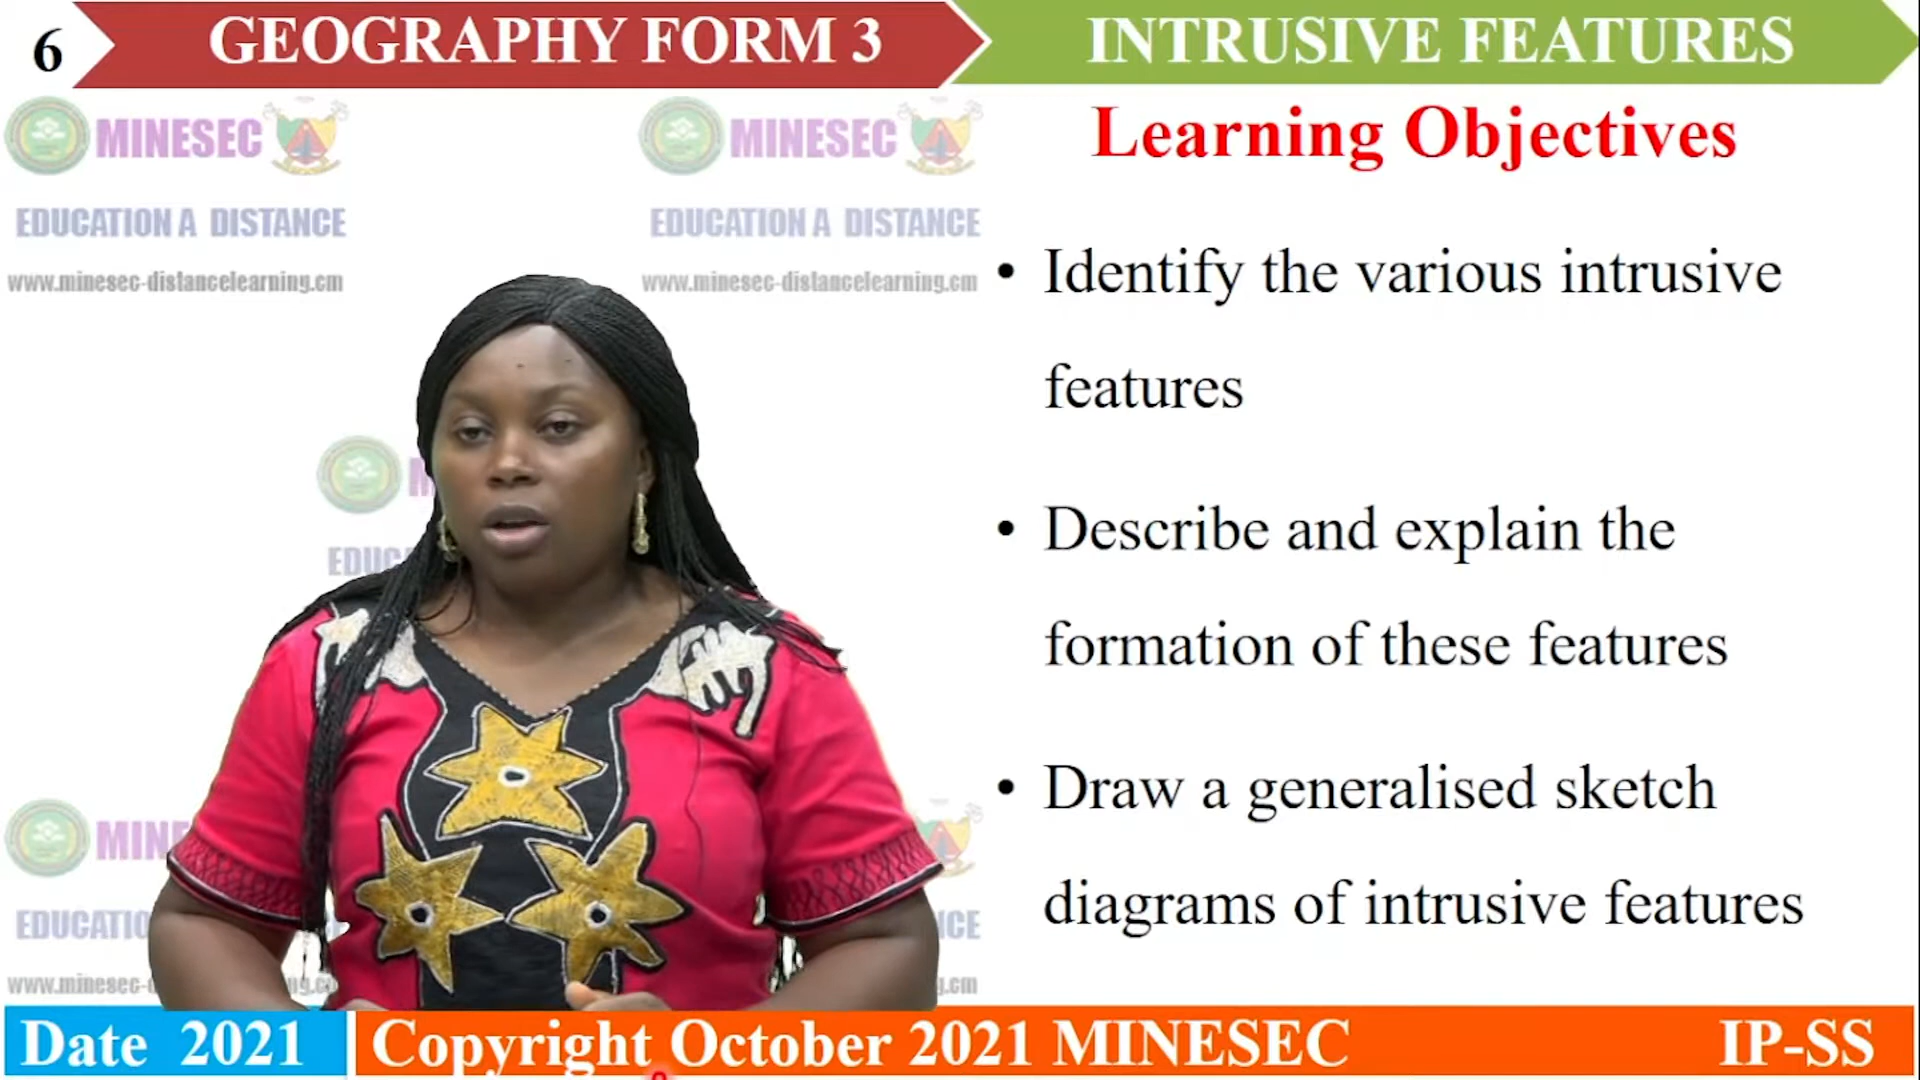 6
GEOGRAPHY FORM 3
INTRUSIVE FEATURES
MINESEC
MINESEC
EDUCATION A DISTANCE
EDUCATION A DISTANCE
www.minesec-distancelearning.cm
www.minesec-distancelearning.cm
Learning Objectives
• Identify the various intrusive
features
• Describe and explain the
formation of these features
• Draw a generalised sketch
diagrams of intrusive features
Date 2021
Copyright October 2021 MINESEC
IP-SS